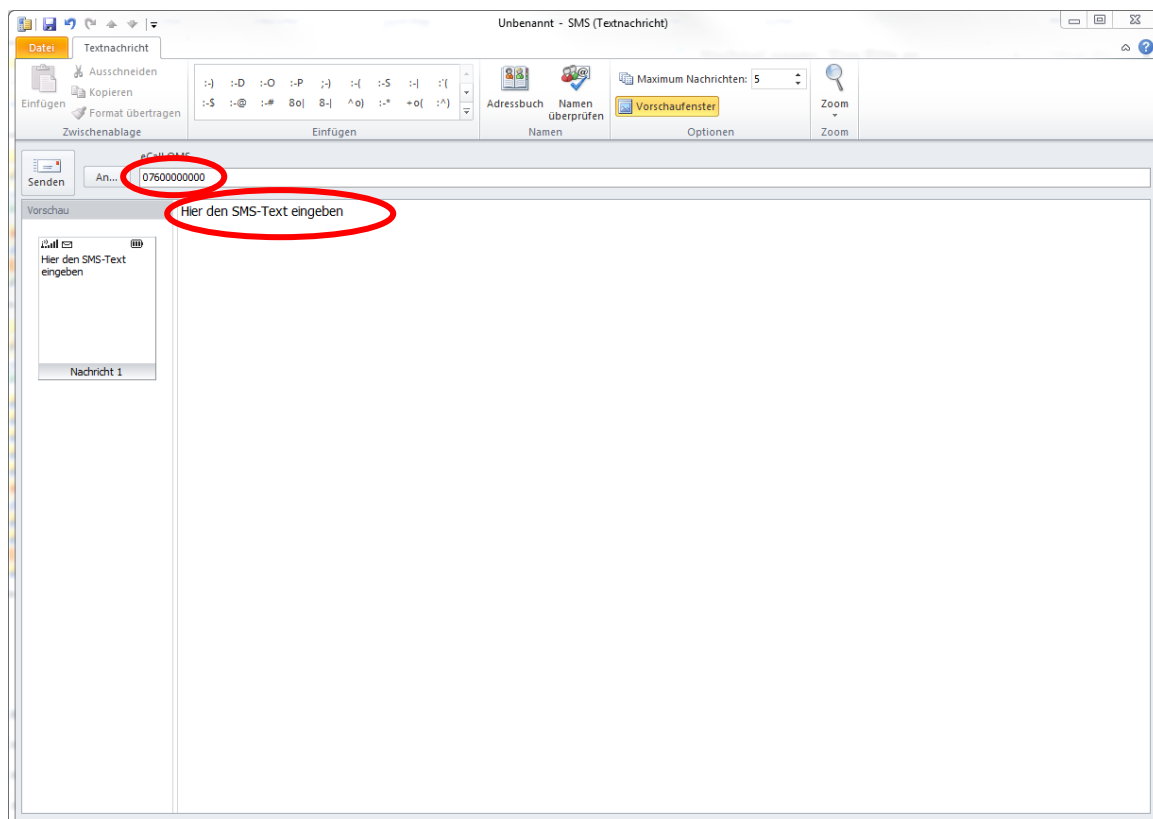 Unbenannt - SMS (Textnachricht)
Datei Textnachricht
Einfügen
Ausschneiden
Kopieren
Format übertragen
Zwischenablage
:-) :-D :-O :-P ;-) :-( :-S :-| :'(
:-$ :-@ :-# 8o| 8-| ^o) :-* +o( :^)
Einfügen
Adressbuch
Namen überprüfen
Namen
Maximum Nachrichten: 5
Vorschaufenster
Optionen
Zoom
Zoom
Senden
An...
07600000000
Vorschau
Hier den SMS-Text eingeben
Hier den SMS-Text
eingeben
Nachricht 1